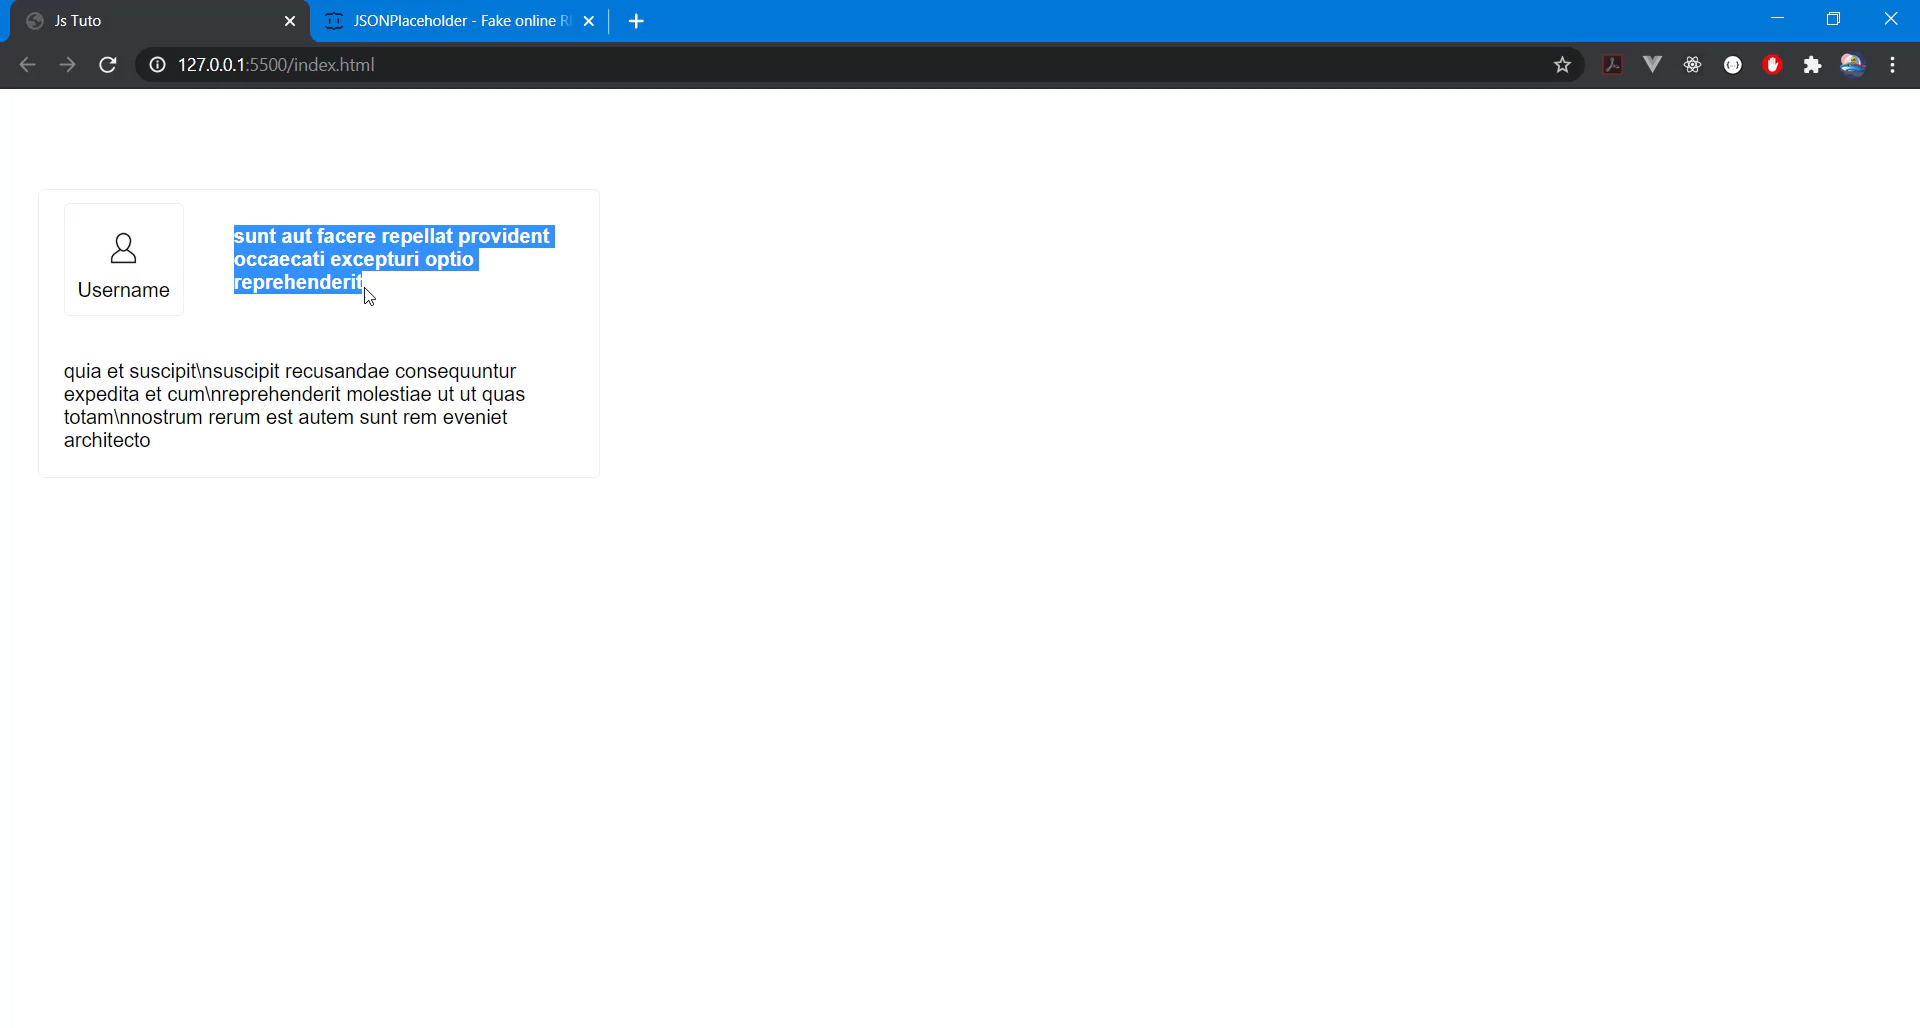 Js Tuto
JSONPlaceholder - Fake online R
127.0.0.1:5500/index.html
sunt aut facere repellat provident
occaecati excepturi optio
reprehenderit
Username
quia et suscipit\nsuscipit recusandae consequuntur
expedita et cum\nreprehenderit molestiae ut ut quas
totam\nnostrum rerum est autem sunt rem eveniet
architecto